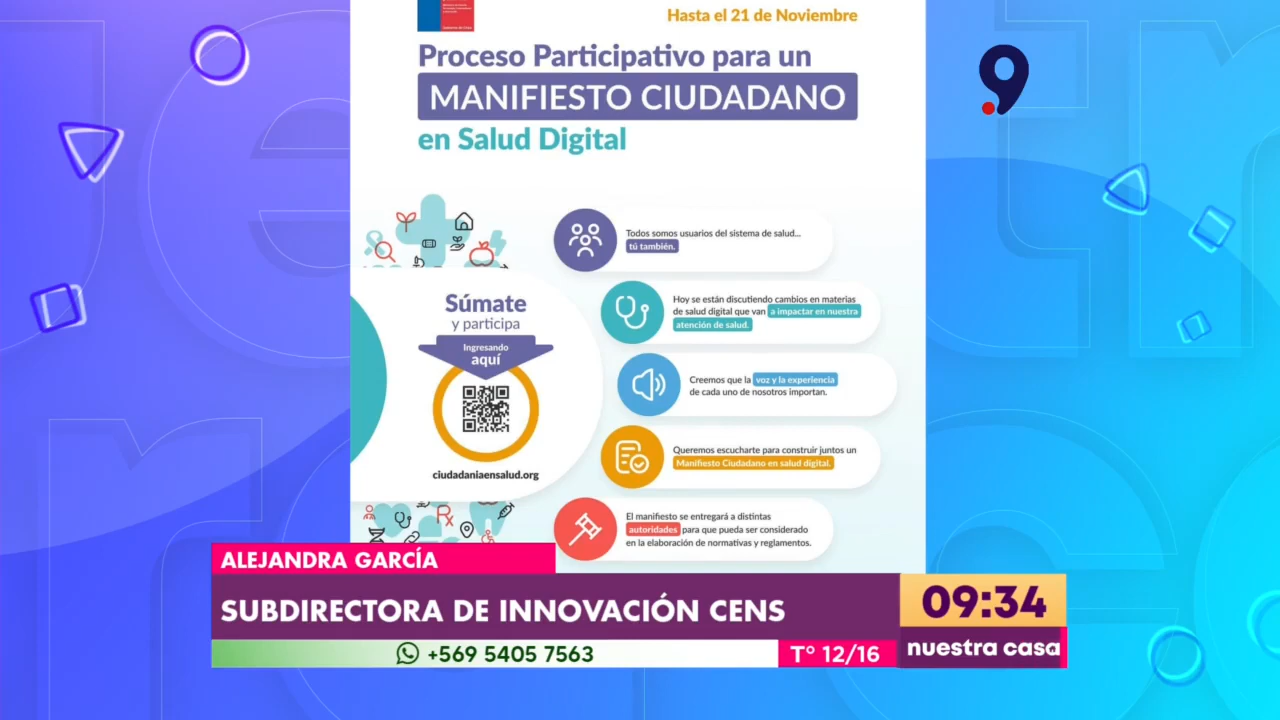 Hasta el 21 de Noviembre
Proceso Participativo para un
MANIFIESTO CIUDADANO
en Salud Digital
9
Todos somos usuarios del sistema de salud...
tú también.
Hoy se están discutiendo cambios en materias
de salud digital que van a impactar en nuestra
atención de salud.
Súmate
y participa
Ingresando
aquí
ciudadaniaensalud.org
Creemos que la voz y la experiencia
de cada uno de nosotros importan.
Queremos escucharte para construir juntos un
Manifiesto Ciudadano en salud digital.
El manifiesto se entregará a distintas
autoridades para que pueda ser considerado
en la elaboración de normativas y reglamentos.
ALEJANDRA GARCÍA
SUBDIRECTORA DE INNOVACIÓN CENS
09:34
+569 5405 7563
T° 12/16
nuestra casa